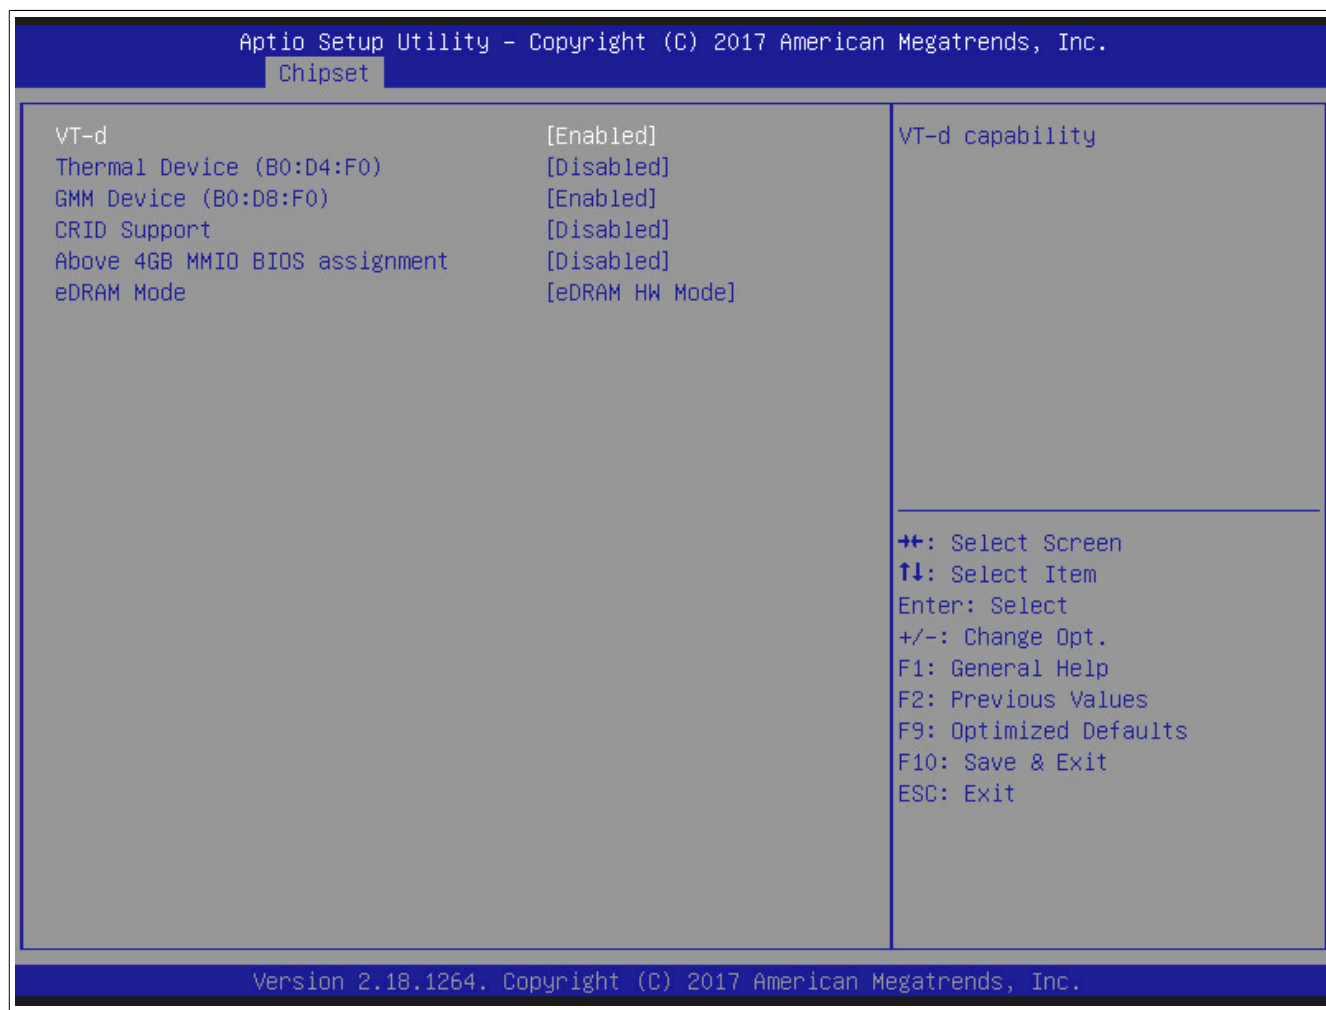 Aptio Setup Utility – Copyright (C) 2017 American Megatrends, Inc.
Chipset
VT-d [Enabled]
Thermal Device (B0:D4:F0) [Disabled]
GMM Device (B0:D8:F0) [Enabled]
CRID Support [Disabled]
Above 4GB MMIO BIOS assignment [Disabled]
eDRAM Mode [eDRAM HW Mode]
VT-d capability
→←: Select Screen
↑↓: Select Item
Enter: Select
+/-: Change Opt.
F1: General Help
F2: Previous Values
F9: Optimized Defaults
F10: Save & Exit
ESC: Exit
Version 2.18.1264. Copyright (C) 2017 American Megatrends, Inc.